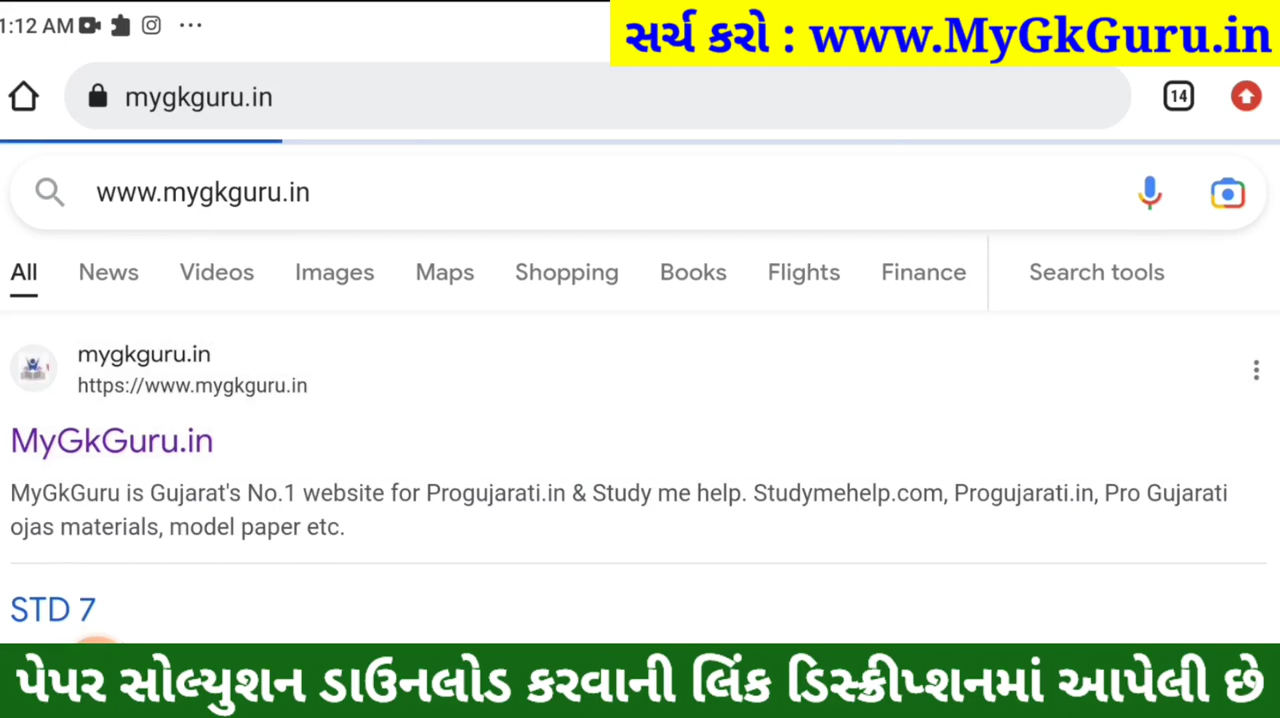 1:12 AM
સર્ચ કરો : www.MyGkGuru.in
mygkguru.in
14
www.mygkguru.in
All News Videos Images Maps Shopping Books Flights Finance Search tools
mygkguru.in
https://www.mygkguru.in
MyGkGuru.in
MyGkGuru is Gujarat's No.1 website for Progujarati.in & Study me help. Studymehelp.com, Progujarati.in, Pro Gujarati
ojas materials, model paper etc.
STD 7
પેપર સોલ્યુશન ડાઉનલોડ કરવાની લિંક ડિસ્ક્રીપ્શનમાં આપેલી છે